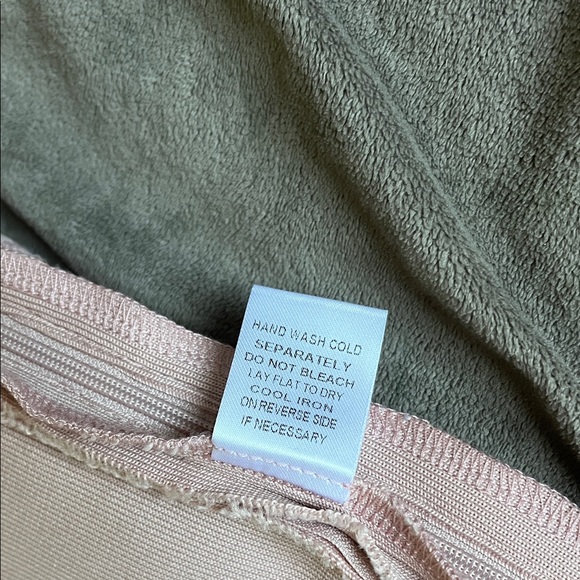 HAND WASH COLD
SEPARATELY
DO NOT BLEACH
LAY FLAT TO DRY
COOL IRON
ON REVERSE SIDE
IF NECESSARY